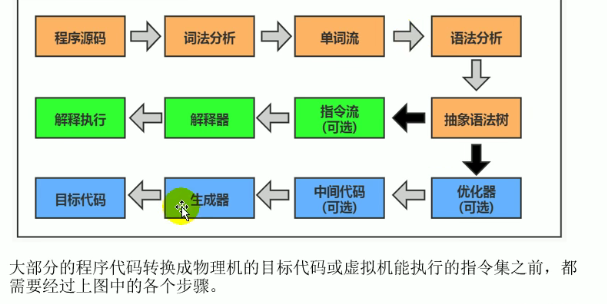 程序源码 词法分析 单词流 语法分析
解释执行 解释器 指令流 抽象语法树
(可选)
目标代码 生成器 中间代码 优化器
(可选) (可选)
大部分的程序代码转换成物理机的目标代码或虚拟机能执行的指令集之前，都
需要经过上图中的各个步骤。